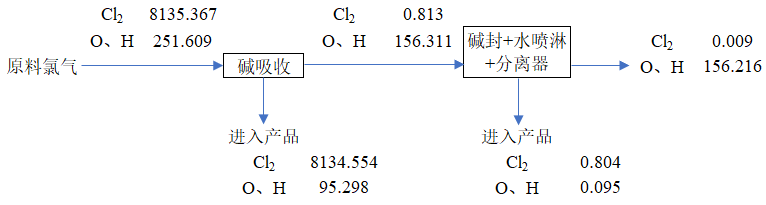 Cl₂ 8135.367
O、H 251.609
原料氯气
碱吸收
Cl₂ 0.813
O、H 156.311
碱封+水喷淋
+分离器
Cl₂ 0.009
O、H 156.216
进入产品
Cl₂ 8134.554
O、H 95.298
进入产品
Cl₂ 0.804
O、H 0.095